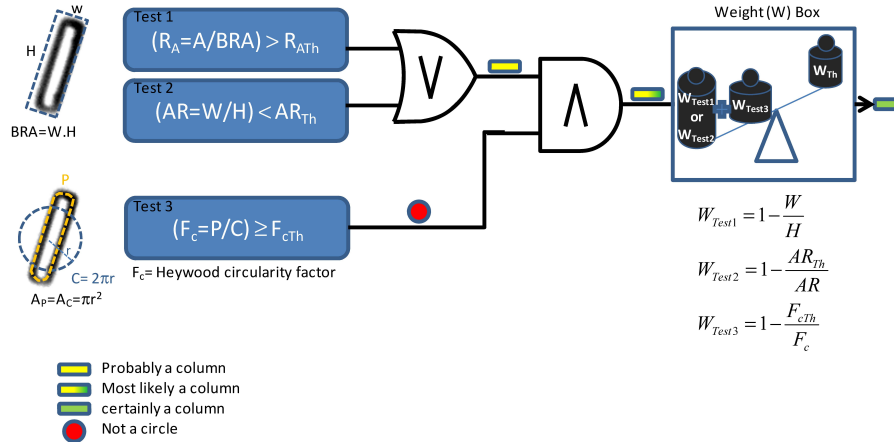 w
H
BRA=W.H
Test 1
(R_A=A/BRA) > R_ATh
Test 2
(AR=W/H) < AR_Th
V
Λ
Weight (W) Box
W_Test1
or
W_Test2
W_Test3
W_Th
P
r
C= 2πr
A_P=A_C=πr²
Test 3
(F_c=P/C) ≥ F_cTh
F_c= Heywood circularity factor
W_Test1 = 1 − W/H
W_Test2 = 1 − AR_Th/AR
W_Test3 = 1 − F_cTh/F_c
Probably a column
Most likely a column
certainly a column
Not a circle